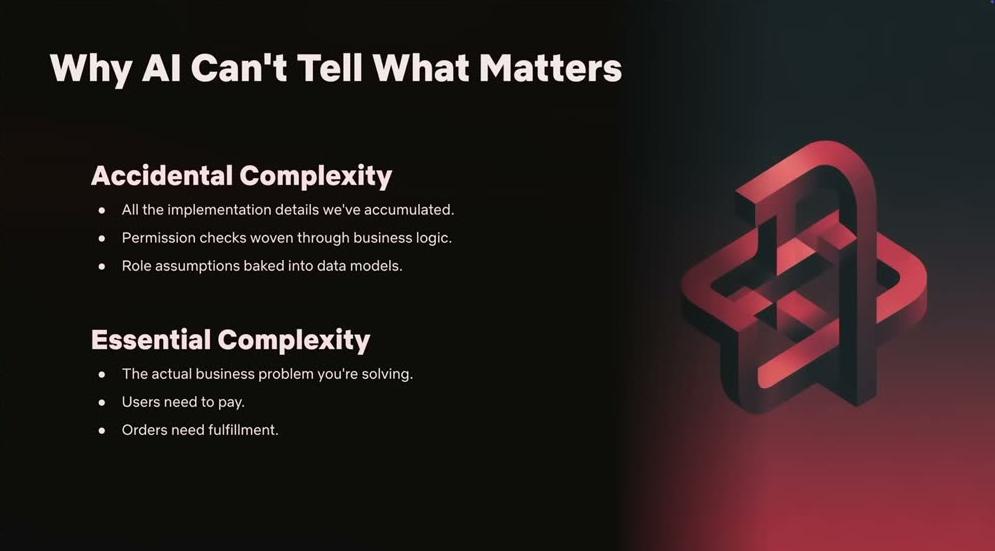 Why AI Can't Tell What Matters
Accidental Complexity
● All the implementation details we've accumulated.
● Permission checks woven through business logic.
● Role assumptions baked into data models.
Essential Complexity
● The actual business problem you're solving.
● Users need to pay.
● Orders need fulfillment.